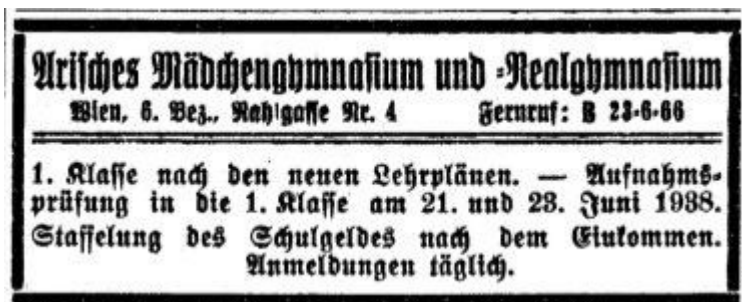 Arisches Mädchengymnasium und -Realgymnasium
Wien, 6. Bez., Rahlgasse Nr. 4 Fernruf: B 23-6-66
1. Klasse nach den neuen Lehrplänen. — Aufnahms-
prüfung in die 1. Klasse am 21. und 23. Juni 1938.
Staffelung des Schulgeldes nach dem Einkommen.
Anmeldungen täglich.